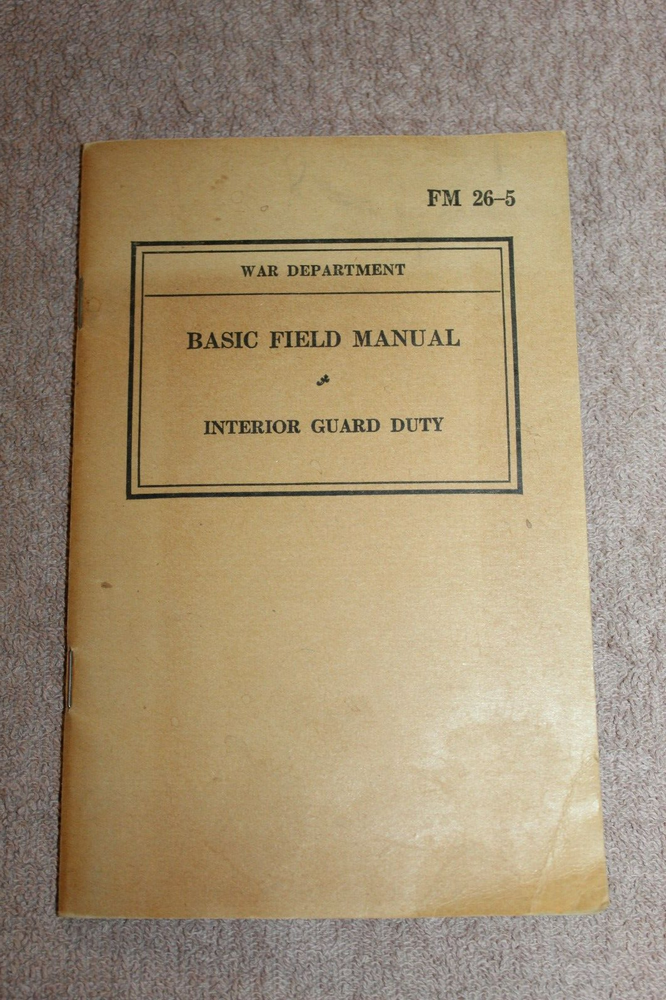 FM 26–5
WAR DEPARTMENT
BASIC FIELD MANUAL
INTERIOR GUARD DUTY